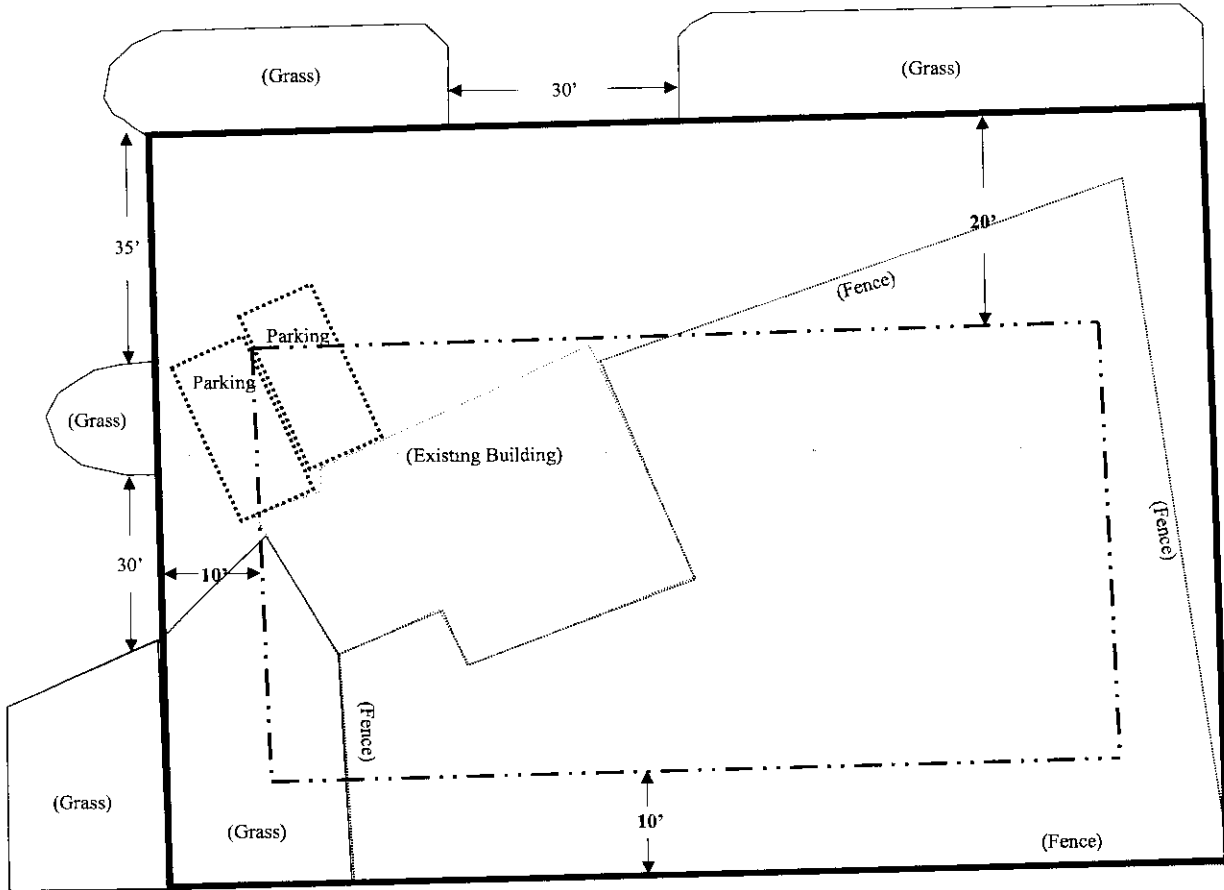 (Grass)
30'
(Grass)
35'
20'
(Fence)
Parking
Parking
(Grass)
(Existing Building)
(Fence)
30'
10'
(Fence)
(Grass)
(Grass)
10'
(Fence)